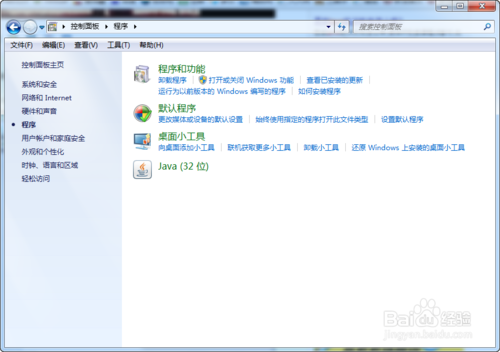 控制面板 ▸ 程序 ▸
搜索控制面板
文件(F) 编辑(E) 查看(V) 工具(T) 帮助(H)
控制面板主页
系统和安全
网络和 Internet
硬件和声音
程序
用户帐户和家庭安全
外观和个性化
时钟、语言和区域
轻松访问
程序和功能
卸载程序 打开或关闭 Windows 功能 查看已安装的更新
运行为以前版本的 Windows 编写的程序 如何安装程序
默认程序
更改媒体或设备的默认设置 始终使用指定的程序打开此文件类型 设置默认程序
桌面小工具
向桌面添加小工具 联机获取更多小工具 卸载小工具 还原 Windows 上安装的桌面小工具
Java (32 位)
Baidu 经验
jingyan.baidu.com